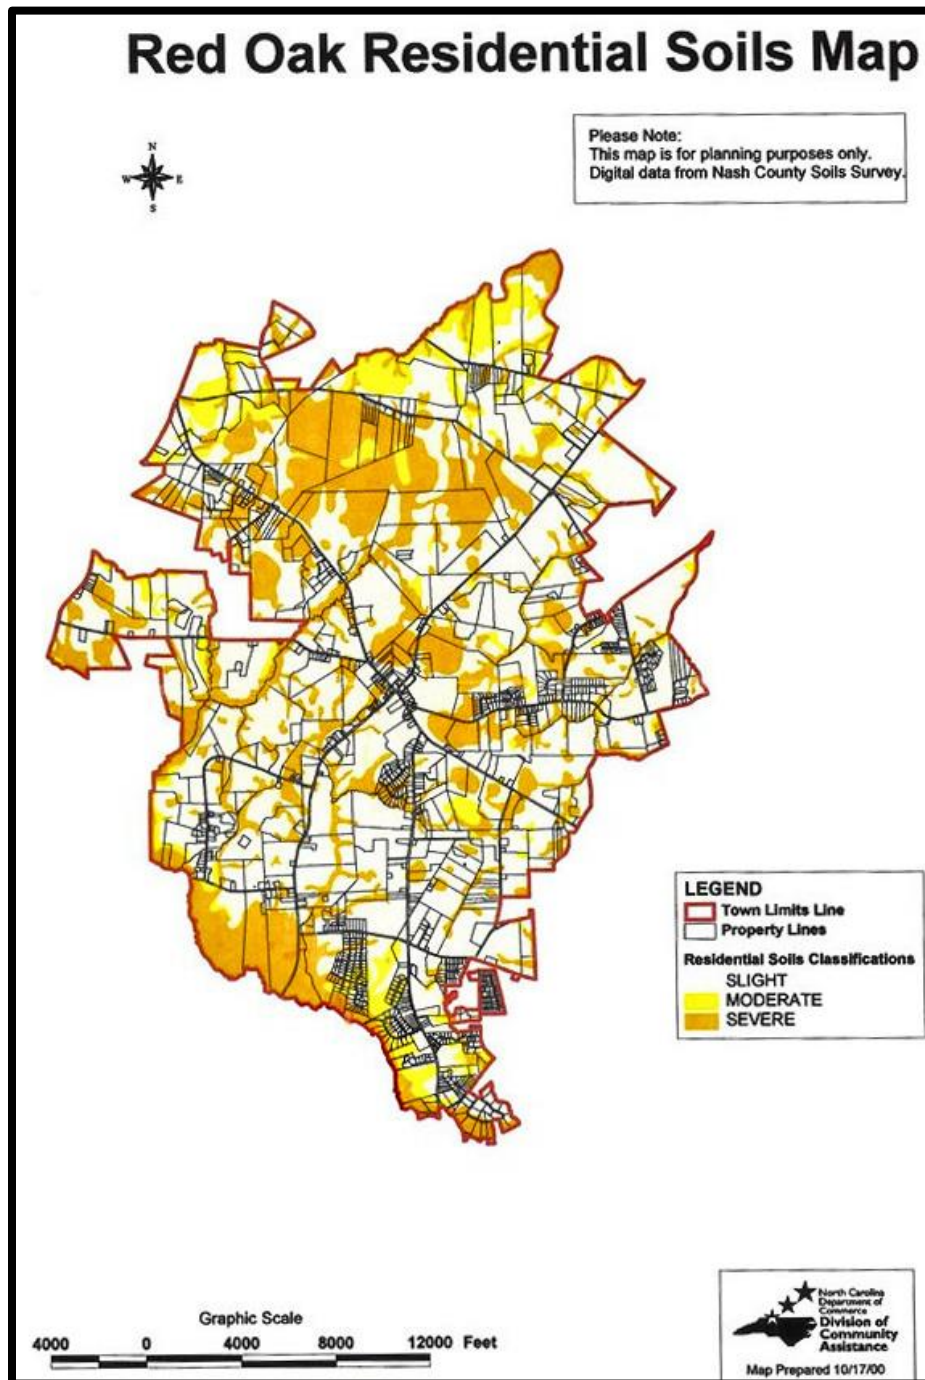 Red Oak Residential Soils Map
N
W E
S
Please Note:
This map is for planning purposes only.
Digital data from Nash County Soils Survey.
LEGEND
Town Limits Line
Property Lines
Residential Soils Classifications
SLIGHT
MODERATE
SEVERE
Graphic Scale
4000 0 4000 8000 12000 Feet
North Carolina
Department of
Commerce
Division of
Community
Assistance
Map Prepared 10/17/00